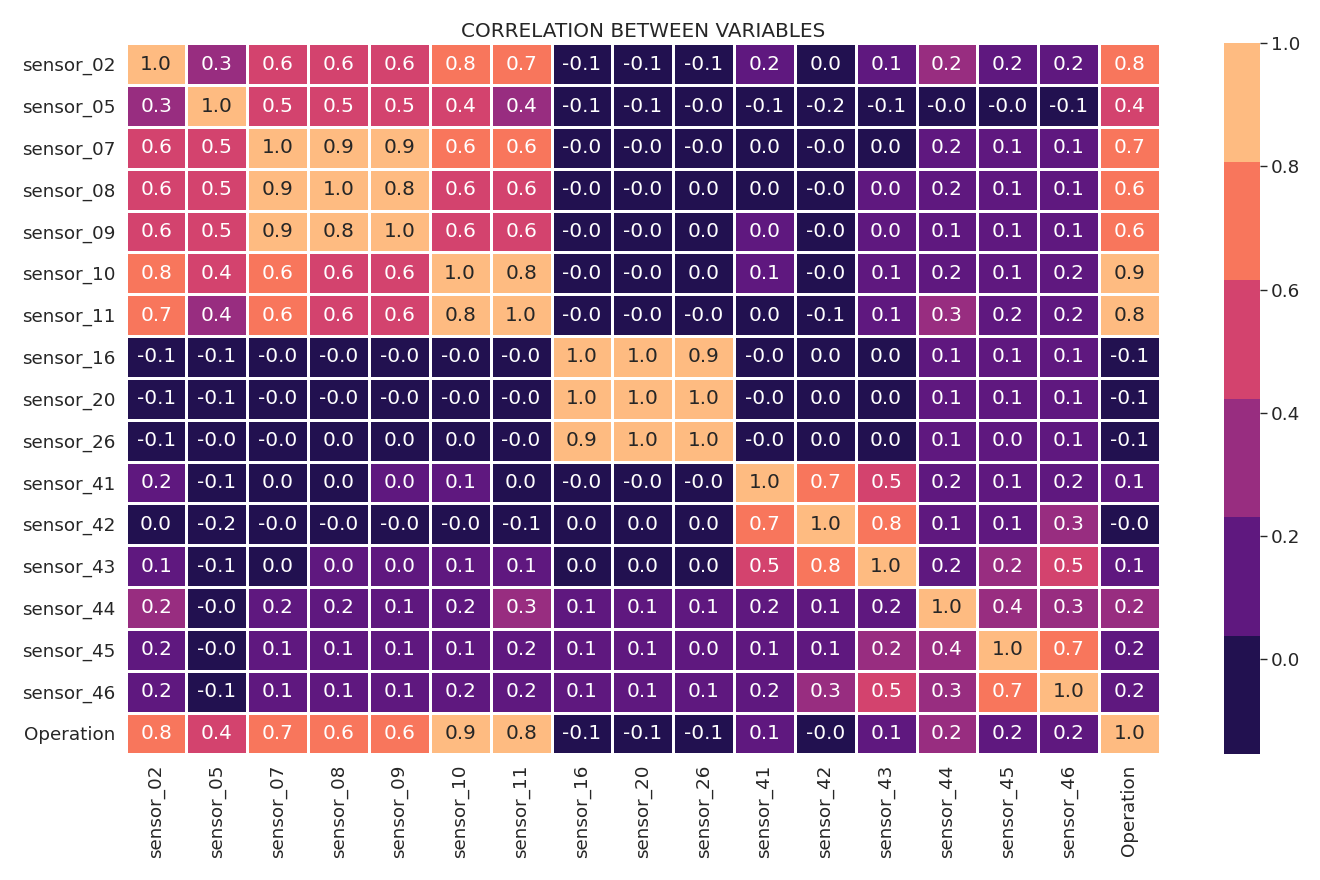 CORRELATION BETWEEN VARIABLES
sensor_02 1.0 0.3 0.6 0.6 0.6 0.8 0.7 -0.1 -0.1 -0.1 0.2 0.0 0.1 0.2 0.2 0.2 0.8
sensor_05 0.3 1.0 0.5 0.5 0.5 0.4 0.4 -0.1 -0.1 -0.0 -0.1 -0.2 -0.1 -0.0 -0.0 -0.1 0.4
sensor_07 0.6 0.5 1.0 0.9 0.9 0.6 0.6 -0.0 -0.0 -0.0 0.0 -0.0 0.0 0.2 0.1 0.1 0.7
sensor_08 0.6 0.5 0.9 1.0 0.8 0.6 0.6 -0.0 -0.0 0.0 0.0 -0.0 0.0 0.2 0.1 0.1 0.6
sensor_09 0.6 0.5 0.9 0.8 1.0 0.6 0.6 -0.0 -0.0 0.0 0.0 -0.0 0.0 0.1 0.1 0.1 0.6
sensor_10 0.8 0.4 0.6 0.6 0.6 1.0 0.8 -0.0 -0.0 0.0 0.1 -0.0 0.1 0.2 0.1 0.2 0.9
sensor_11 0.7 0.4 0.6 0.6 0.6 0.8 1.0 -0.0 -0.0 -0.0 0.0 -0.1 0.1 0.3 0.2 0.2 0.8
sensor_16 -0.1 -0.1 -0.0 -0.0 -0.0 -0.0 -0.0 1.0 1.0 0.9 -0.0 0.0 0.0 0.1 0.1 0.1 -0.1
sensor_20 -0.1 -0.1 -0.0 -0.0 -0.0 -0.0 -0.0 1.0 1.0 1.0 -0.0 0.0 0.0 0.1 0.1 0.1 -0.1
sensor_26 -0.1 -0.0 -0.0 0.0 0.0 0.0 -0.0 0.9 1.0 1.0 -0.0 0.0 0.0 0.1 0.0 0.1 -0.1
sensor_41 0.2 -0.1 0.0 0.0 0.0 0.1 0.0 -0.0 -0.0 -0.0 1.0 0.7 0.5 0.2 0.1 0.2 0.1
sensor_42 0.0 -0.2 -0.0 -0.0 -0.0 -0.0 -0.1 0.0 0.0 0.0 0.7 1.0 0.8 0.1 0.1 0.3 -0.0
sensor_43 0.1 -0.1 0.0 0.0 0.0 0.1 0.1 0.0 0.0 0.0 0.5 0.8 1.0 0.2 0.2 0.5 0.1
sensor_44 0.2 -0.0 0.2 0.2 0.1 0.2 0.3 0.1 0.1 0.1 0.2 0.1 0.2 1.0 0.4 0.3 0.2
sensor_45 0.2 -0.0 0.1 0.1 0.1 0.1 0.2 0.1 0.1 0.0 0.1 0.1 0.2 0.4 1.0 0.7 0.2
sensor_46 0.2 -0.1 0.1 0.1 0.1 0.2 0.2 0.1 0.1 0.1 0.2 0.3 0.5 0.3 0.7 1.0 0.2
Operation 0.8 0.4 0.7 0.6 0.6 0.9 0.8 -0.1 -0.1 -0.1 0.1 -0.0 0.1 0.2 0.2 0.2 1.0
sensor_02 sensor_05 sensor_07 sensor_08 sensor_09 sensor_10 sensor_11 sensor_16 sensor_20 sensor_26 sensor_41 sensor_42 sensor_43 sensor_44 sensor_45 sensor_46 Operation
1.0
0.8
0.6
0.4
0.2
0.0